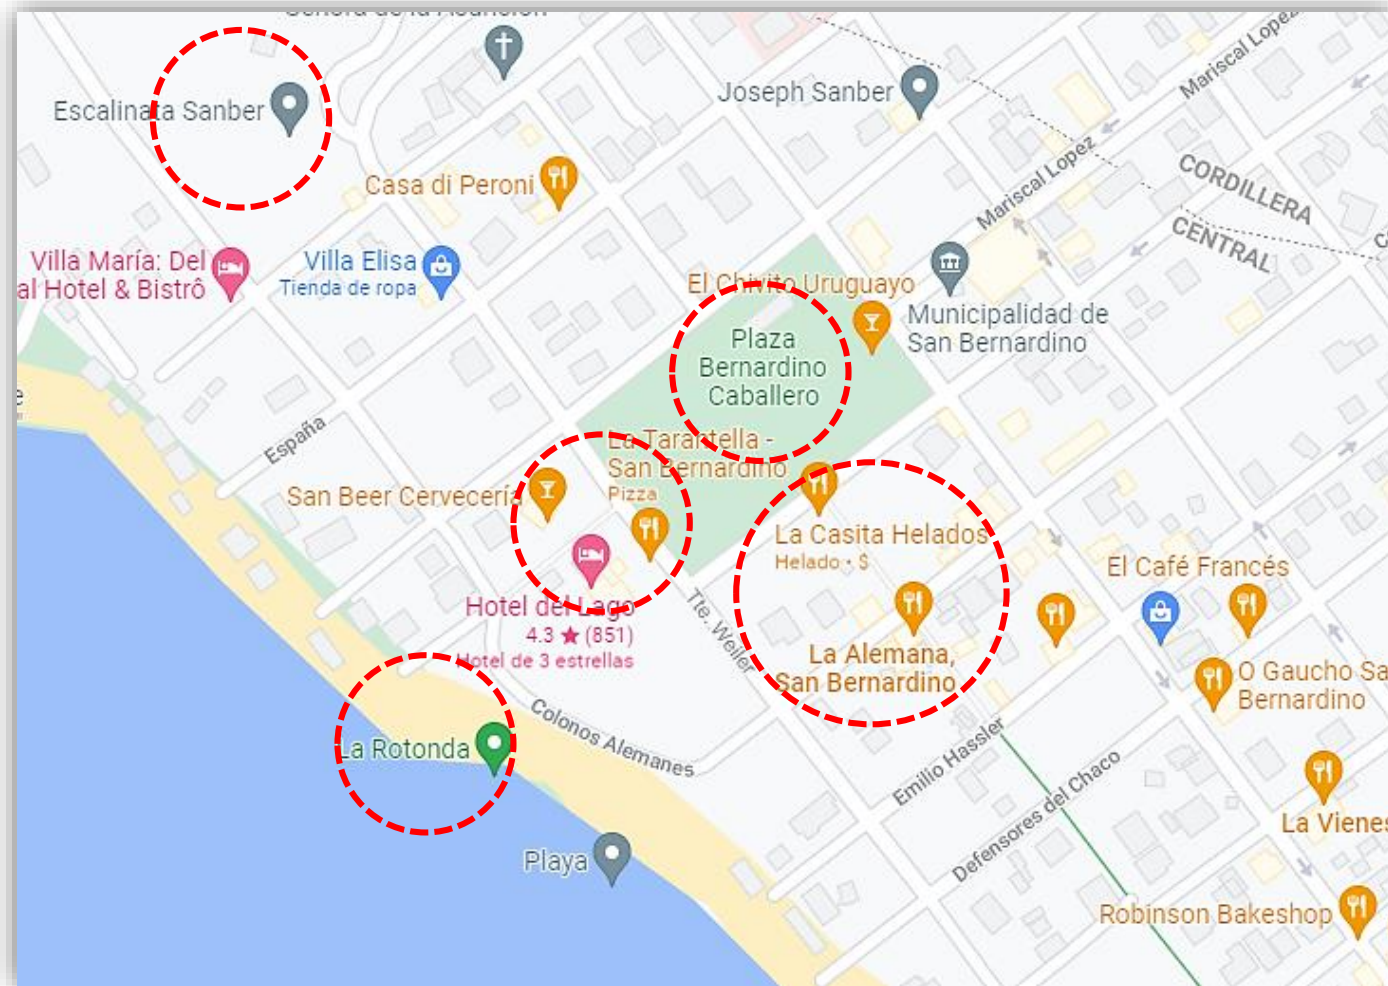 Señora de la Asunción
Escalinata Sanber
Joseph Sanber
Mariscal Lopez
Mariscal Lopez
Casa di Peroni
CORDILLERA
CENTRAL
Villa María: Del
al Hotel & Bistrô
Villa Elisa
Tienda de ropa
El Chivito Uruguayo
Municipalidad de
San Bernardino
Plaza
Bernardino
Caballero
España
La Tarantella -
San Bernardino
Pizza
San Beer Cervecería
La Casita Helados
Helado · $
El Café Francés
Hotel del Lago
4.3 ★ (851)
Hotel de 3 estrellas
Tte. Weiler
La Alemana,
San Bernardino
O Gaucho Sa
Bernardino
Colonos Alemanes
La Rotonda
Emilio Hassler
Defensores del Chaco
La Vienes
Playa
Robinson Bakeshop